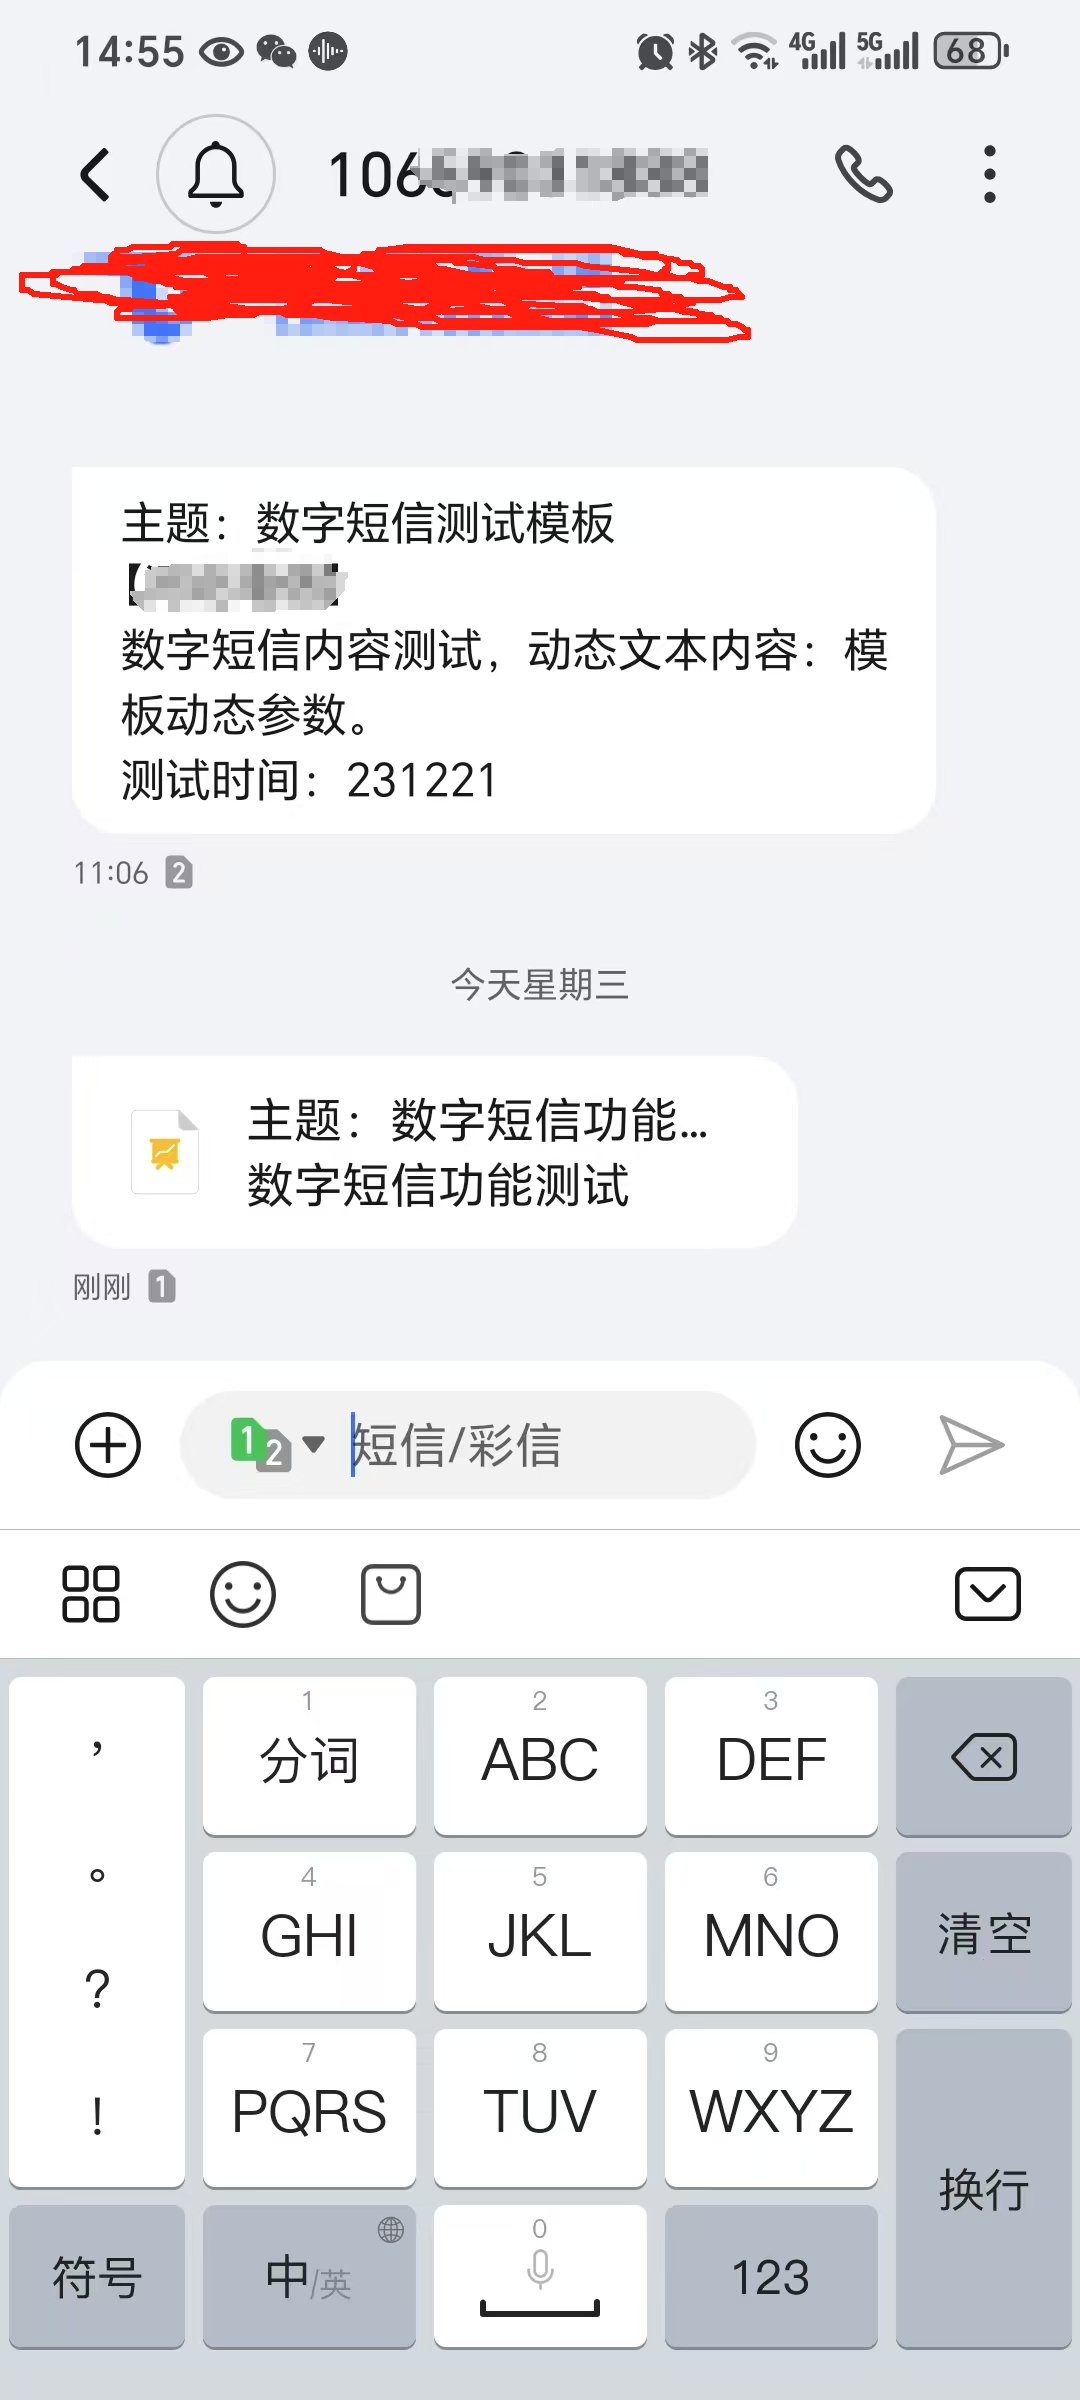 14:55
4G
5G
68
106
主题：数字短信测试模板
【
】
数字短信内容测试，动态文本内容：模
板动态参数。
测试时间：231221
11:06 2
今天星期三
主题：数字短信功能...
数字短信功能测试
刚刚 1
1 2 短信/彩信
，
。
?
!
1
分词
2
ABC
3
DEF
4
GHI
5
JKL
6
MNO
清空
7
PQRS
8
TUV
9
WXYZ
换行
符号
中/英
0
123